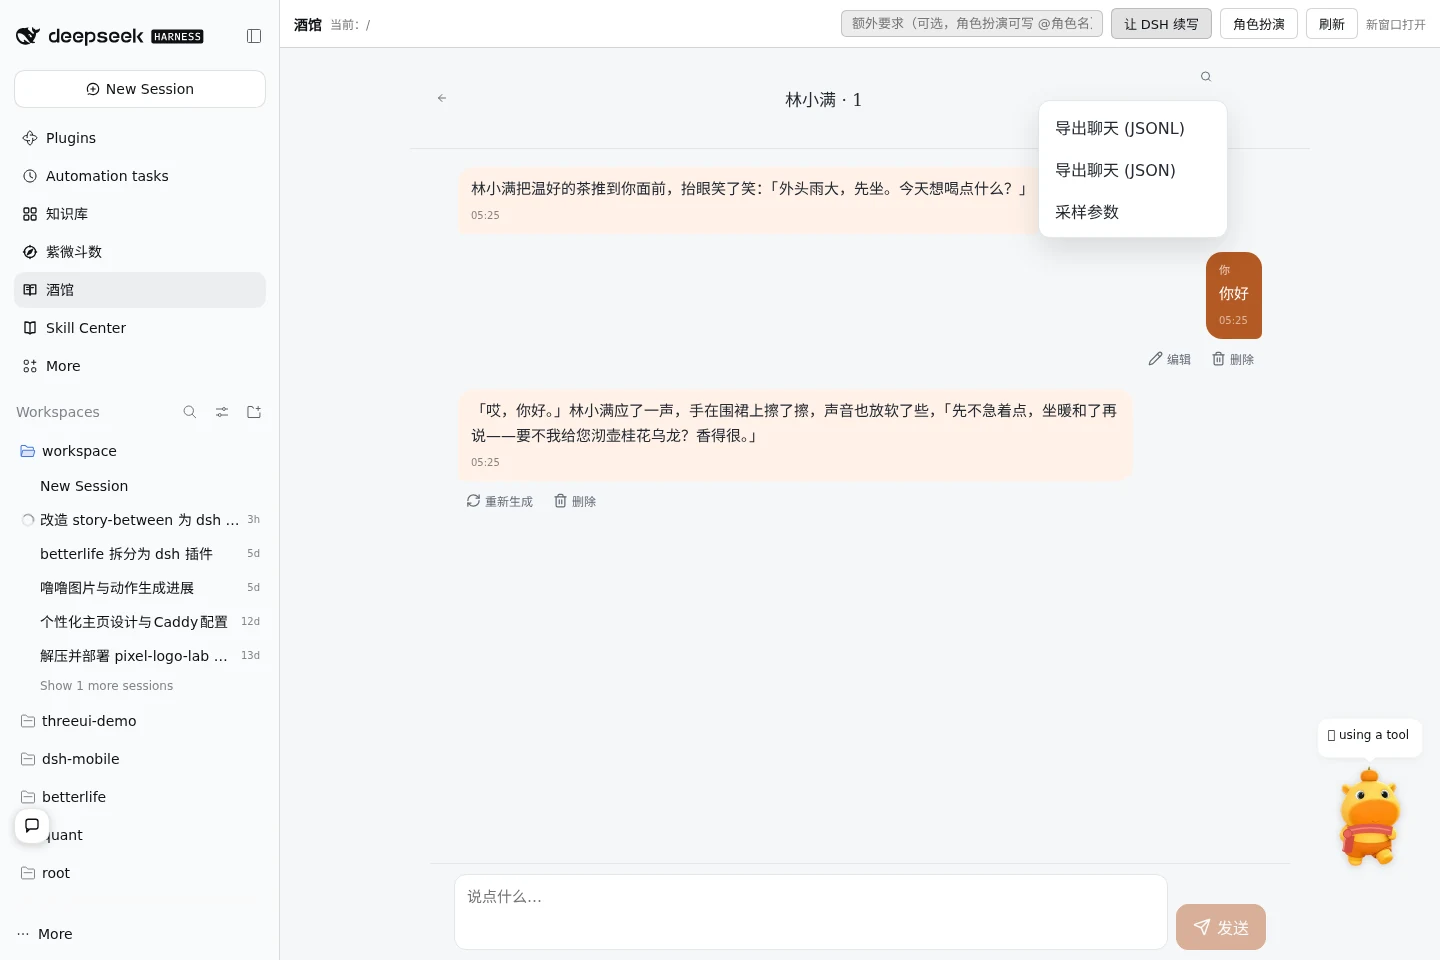 deepseek HARNESS
New Session
Plugins
Automation tasks
知识库
紫微斗数
酒馆
Skill Center
More
Workspaces
workspace
New Session
改造 story-between 为 dsh ... 3h
betterlife 拆分为 dsh 插件 5d
噜噜图片与动作生成进展 5d
个性化主页设计与Caddy配置 12d
解压并部署 pixel-logo-lab ... 13d
Show 1 more sessions
threeui-demo
dsh-mobile
betterlife
quant
root
··· More
酒馆 当前：/
额外要求（可选，角色扮演可写 @角色名
让 DSH 续写
角色扮演
刷新
新窗口打开
林小满 · 1
导出聊天 (JSONL)
导出聊天 (JSON)
采样参数
林小满把温好的茶推到你面前，抬眼笑了笑：「外头雨大，先坐。今天想喝点什么？」
05:25
你
你好
05:25
编辑 删除
「哎，你好。」林小满应了一声，手在围裙上擦了擦，声音也放软了些，「先不急着点，坐暖和了再
说——要不我给您沏壶桂花乌龙？香得很。」
05:25
重新生成 删除
using a tool
说点什么...
发送